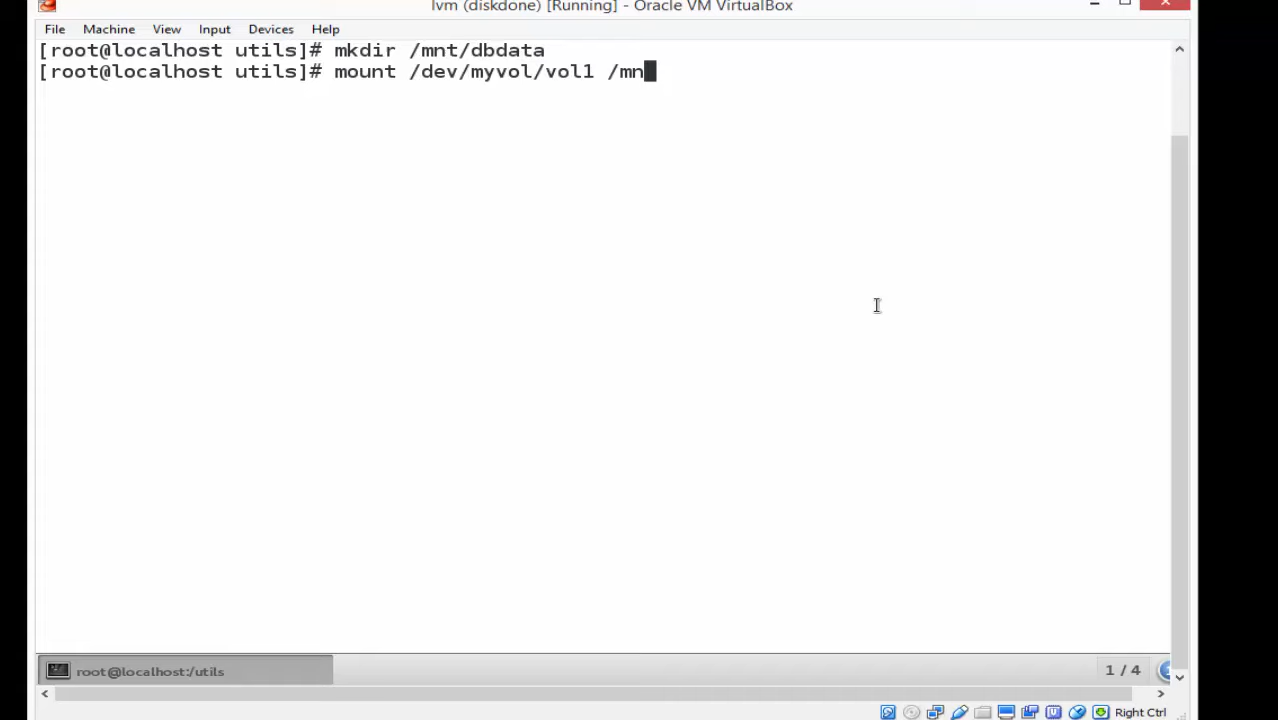 lvm (diskdone) [Running] - Oracle VM VirtualBox
File Machine View Input Devices Help
[root@localhost utils]# mkdir /mnt/dbdata
[root@localhost utils]# mount /dev/myvol/vol1 /mn
root@localhost:/utils 1 / 4
Right Ctrl